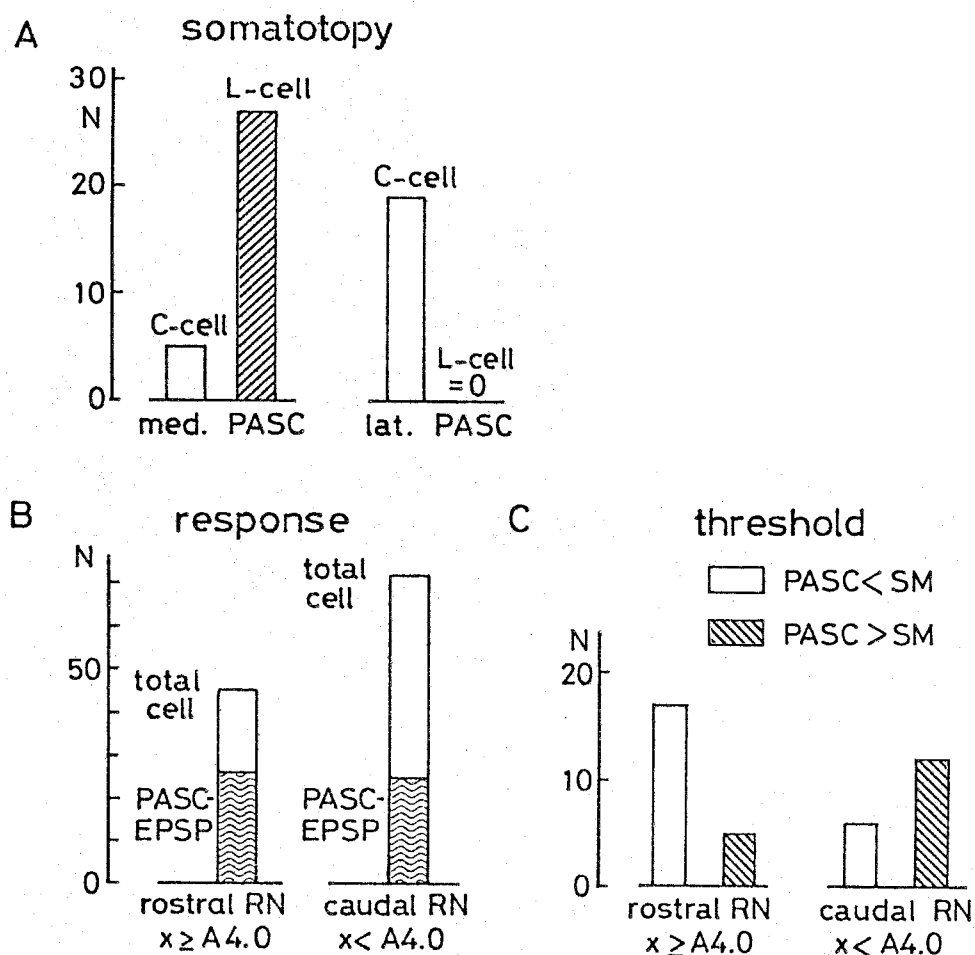 A
somatotopy
30
N
20
10
0
L-cell
C-cell
med. PASC
C-cell
L-cell
=0
lat. PASC
B
response
N
50
0
total
cell
PASC-
EPSP
rostral RN
x ≥ A4.0
total
cell
PASC-
EPSP
caudal RN
x < A4.0
C
threshold
PASC < SM
PASC > SM
N
20
10
0
rostral RN
x ≥ A4.0
caudal RN
x < A4.0